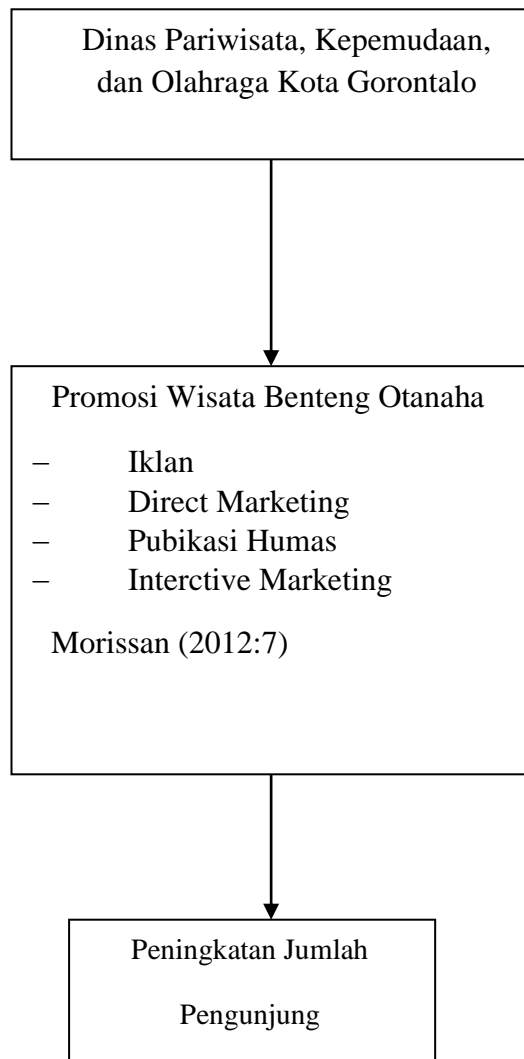 Dinas Pariwisata, Kepemudaan,
dan Olahraga Kota Gorontalo
Promosi Wisata Benteng Otanaha
– Iklan
– Direct Marketing
– Pubikasi Humas
– Interctive Marketing
Morissan (2012:7)
Peningkatan Jumlah
Pengunjung